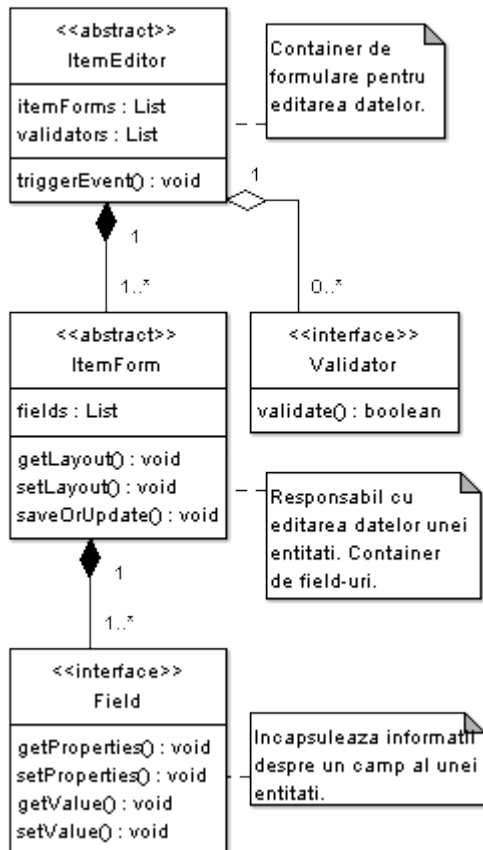 <<abstract>>
ItemEditor
itemForms : List
validators : List
triggerEvent() : void
Container de
formulare pentru
editarea datelor.
1
1
1..*
0..*
<<abstract>>
ItemForm
fields : List
getLayout() : void
setLayout() : void
saveOrUpdate() : void
<<interface>>
Validator
validate() : boolean
Responsabil cu
editarea datelor unei
entitati. Container
de field-uri.
1
1..*
<<interface>>
Field
getProperties() : void
setProperties() : void
getValue() : void
setValue() : void
Incapsuleaza informatii
despre un camp al unei
entitati.